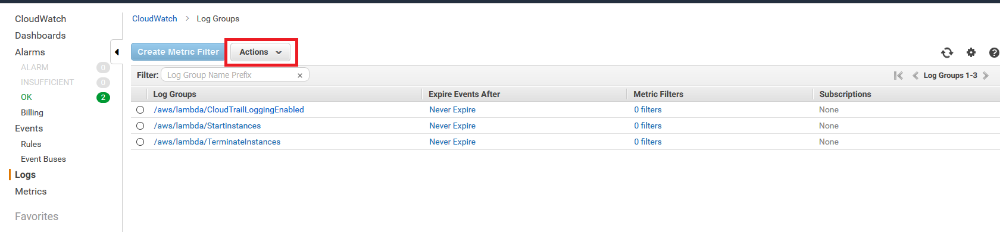 CloudWatch
Dashboards
Alarms
ALARM 0
INSUFFICIENT 0
OK 2
Billing
Events
Rules
Event Buses
Logs
Metrics
Favorites
CloudWatch > Log Groups
Create Metric Filter Actions
Filter: Log Group Name Prefix × Log Groups 1-3
Log Groups Expire Events After Metric Filters Subscriptions
/aws/lambda/CloudTrailLoggingEnabled Never Expire 0 filters None
/aws/lambda/Startinstances Never Expire 0 filters None
/aws/lambda/TerminateInstances Never Expire 0 filters None